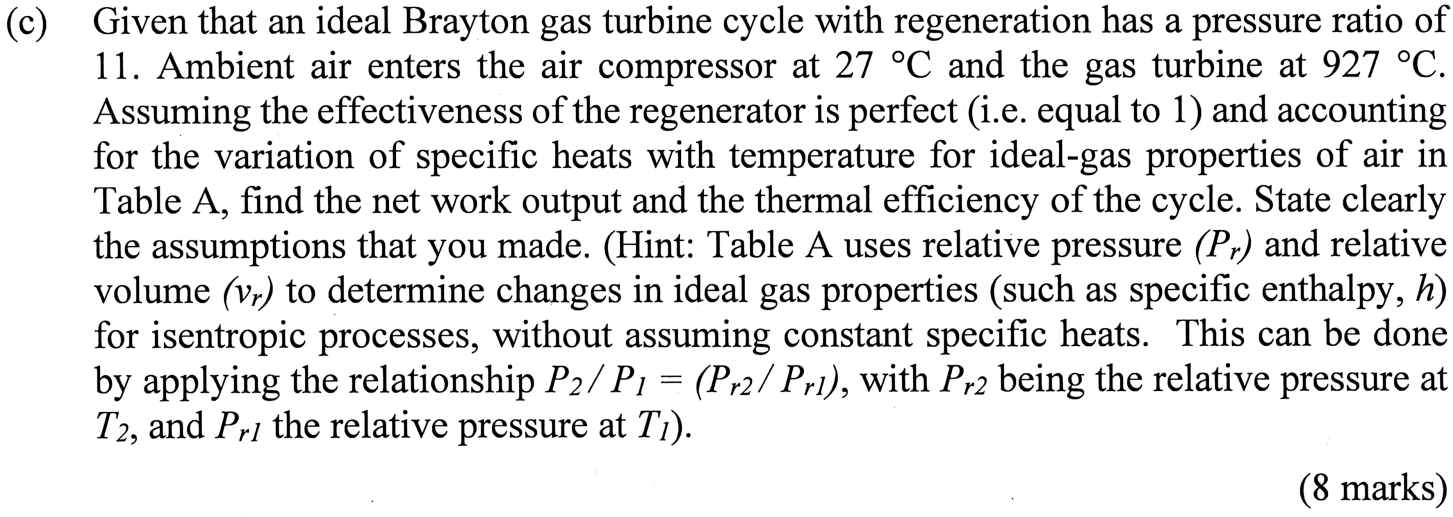 (c) Given that an ideal Brayton gas turbine cycle with regeneration has a pressure ratio of
11. Ambient air enters the air compressor at 27 °C and the gas turbine at 927 °C.
Assuming the effectiveness of the regenerator is perfect (i.e. equal to 1) and accounting
for the variation of specific heats with temperature for ideal-gas properties of air in
Table A, find the net work output and the thermal efficiency of the cycle. State clearly
the assumptions that you made. (Hint: Table A uses relative pressure (Pr) and relative
volume (vr) to determine changes in ideal gas properties (such as specific enthalpy, h)
for isentropic processes, without assuming constant specific heats. This can be done
by applying the relationship P2/ P1 = (Pr2/ Pr1), with Pr2 being the relative pressure at
T2, and Pr1 the relative pressure at T1).
(8 marks)